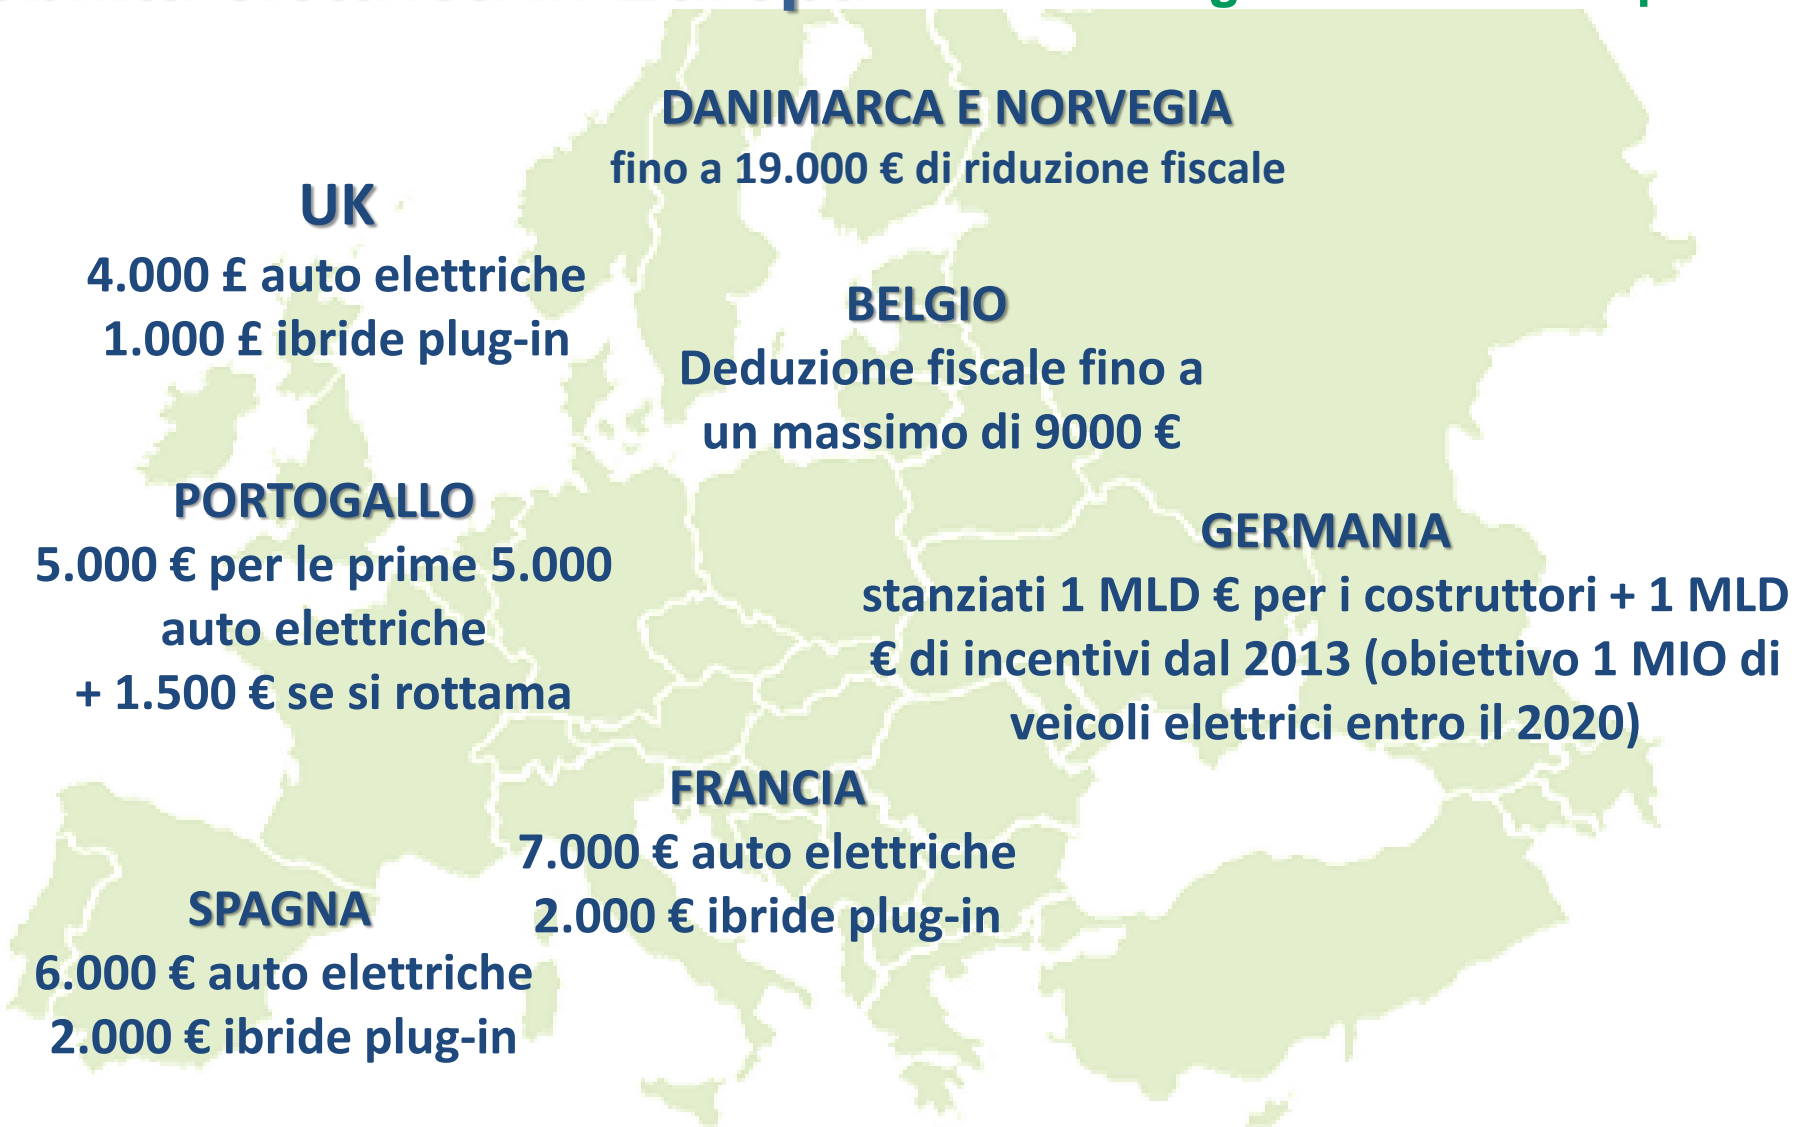 DANIMARCA E NORVEGIA
fino a 19.000 € di riduzione fiscale
UK
4.000 £ auto elettriche
1.000 £ ibride plug-in
BELGIO
Deduzione fiscale fino a
un massimo di 9000 €
PORTOGALLO
5.000 € per le prime 5.000
auto elettriche
+ 1.500 € se si rottama
GERMANIA
stanziati 1 MLD € per i costruttori + 1 MLD
€ di incentivi dal 2013 (obiettivo 1 MIO di
veicoli elettrici entro il 2020)
FRANCIA
7.000 € auto elettriche
2.000 € ibride plug-in
SPAGNA
6.000 € auto elettriche
2.000 € ibride plug-in